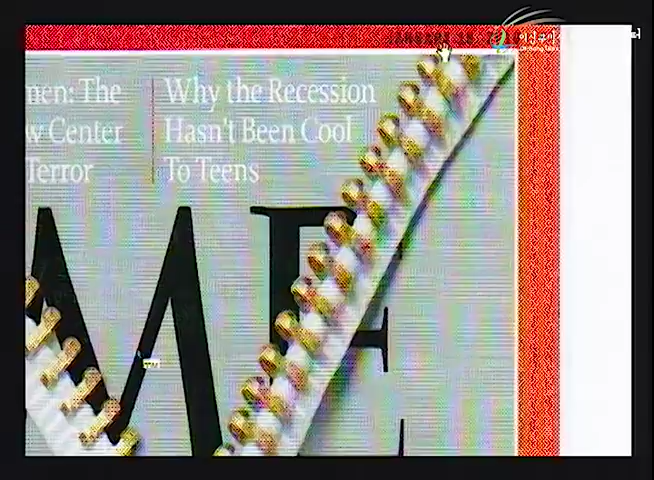 men: The
w Center
Terror
Why the Recession
Hasn't Been Cool
To Teens
ME